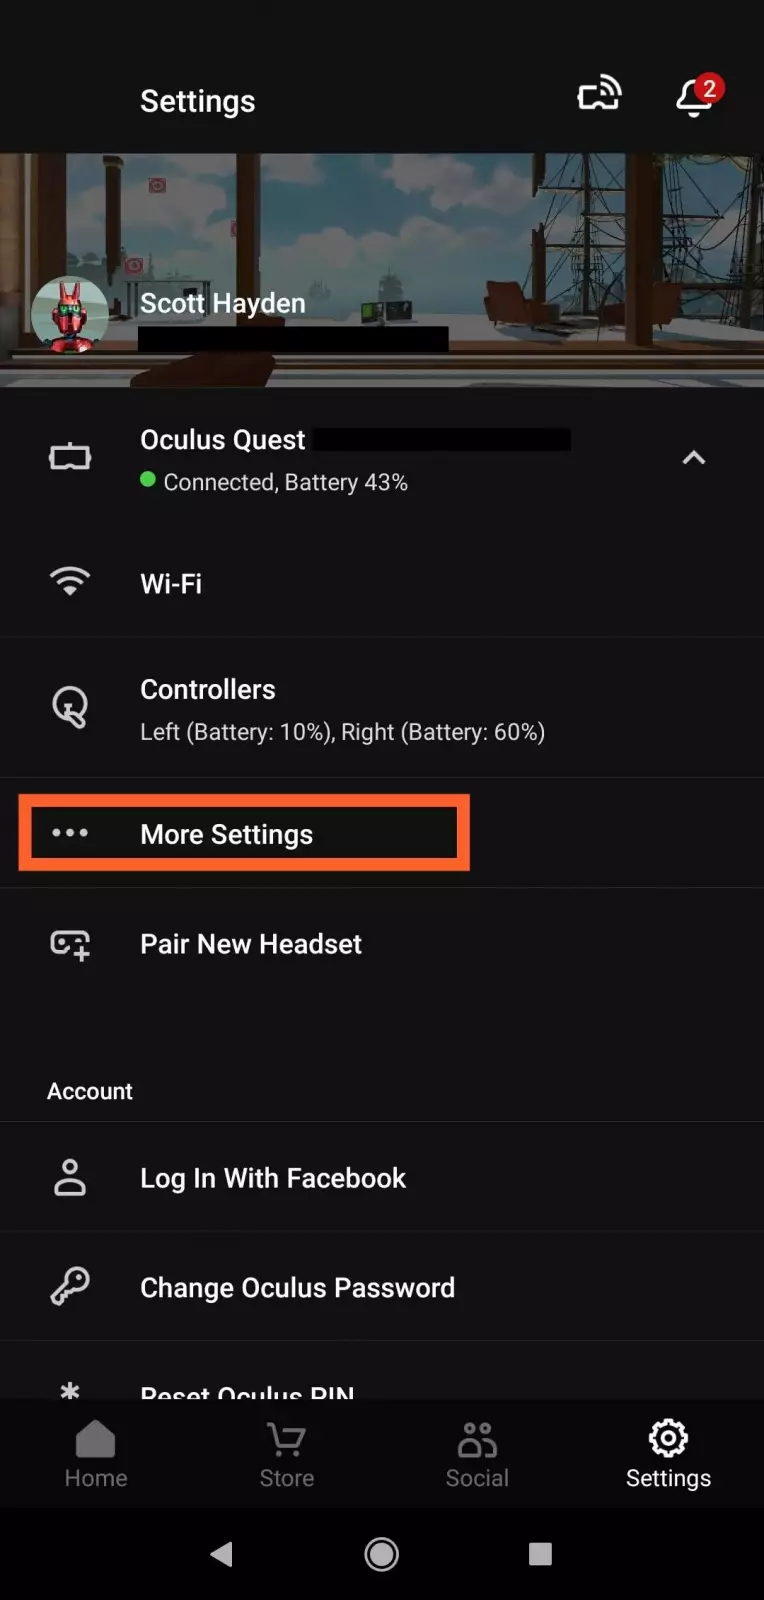 Settings
2
Scott Hayden
Oculus Quest
Connected, Battery 43%
Wi-Fi
Controllers
Left (Battery: 10%), Right (Battery: 60%)
More Settings
Pair New Headset
Account
Log In With Facebook
Change Oculus Password
Reset Oculus PIN
Home
Store
Social
Settings